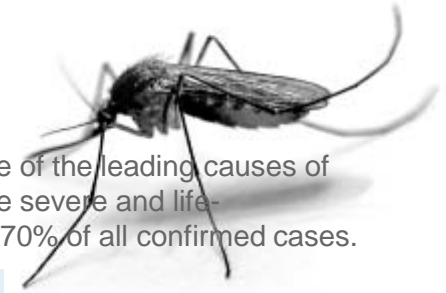 e of the leading causes of
e severe and life-
70% of all confirmed cases.